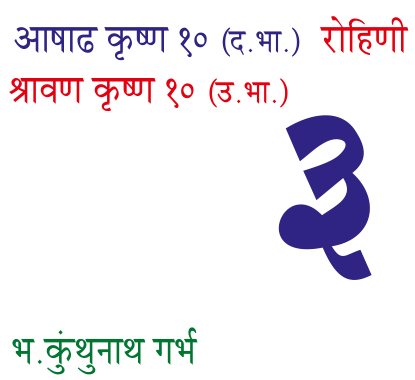 आषाढ कृष्ण १० (द.भा.) रोहिणी
श्रावण कृष्ण १० (उ.भा.)
३
भ.कुंथुनाथ गर्भ